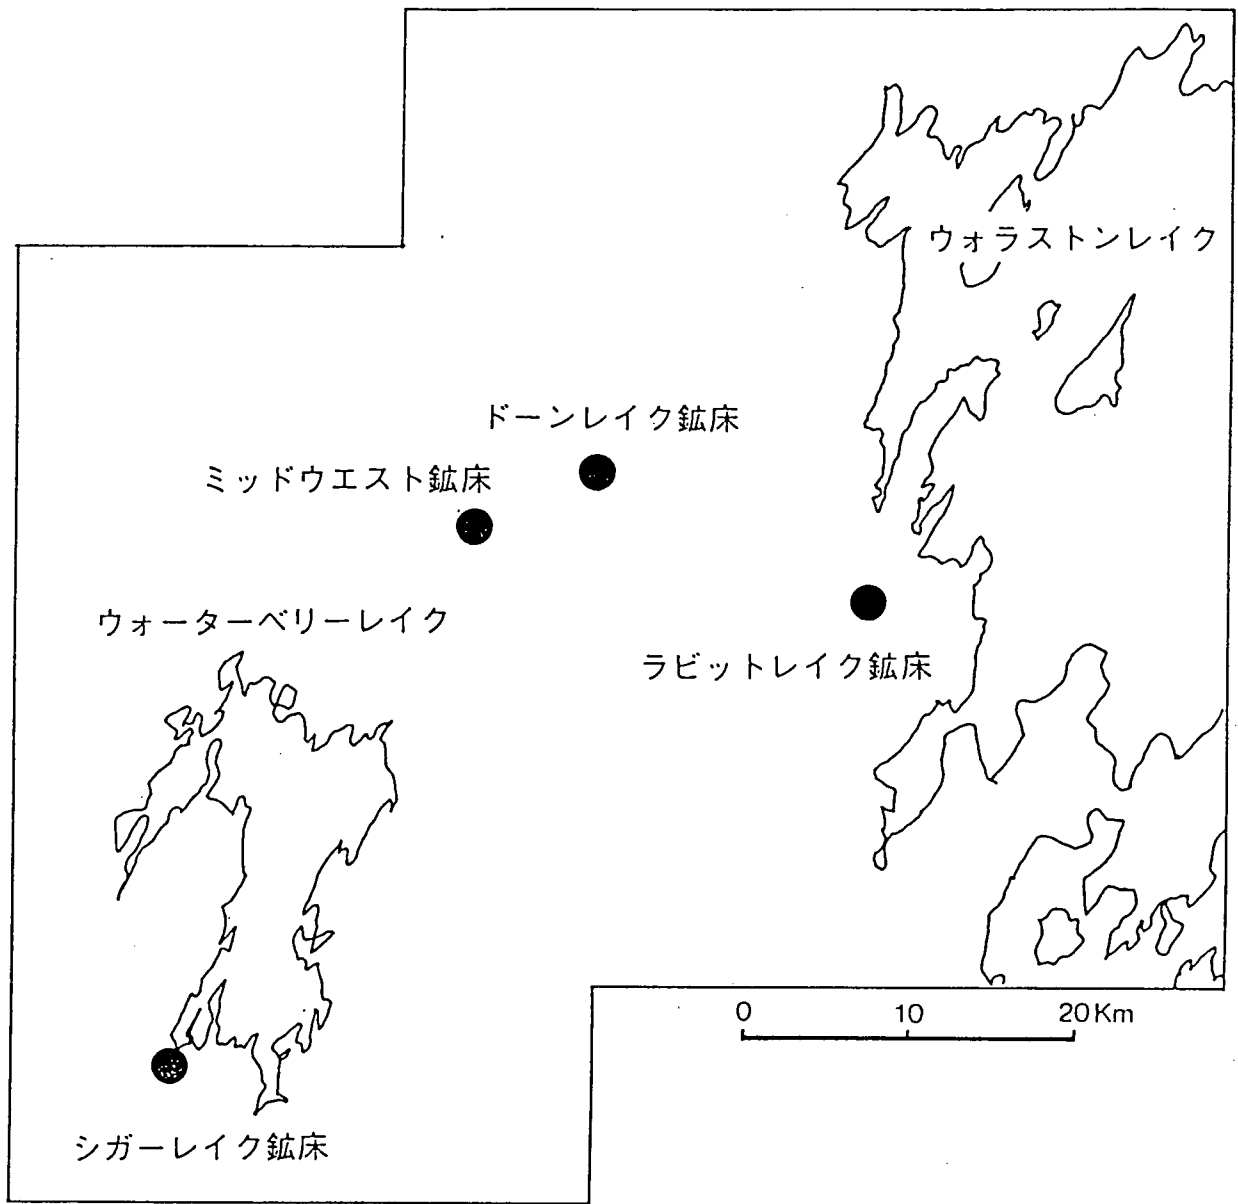 ウォラストンレイク
ドーンレイク鉱床
ミッドウエスト鉱床
ウォーターベリーレイク
ラビットレイク鉱床
0 10 20Km
シガーレイク鉱床